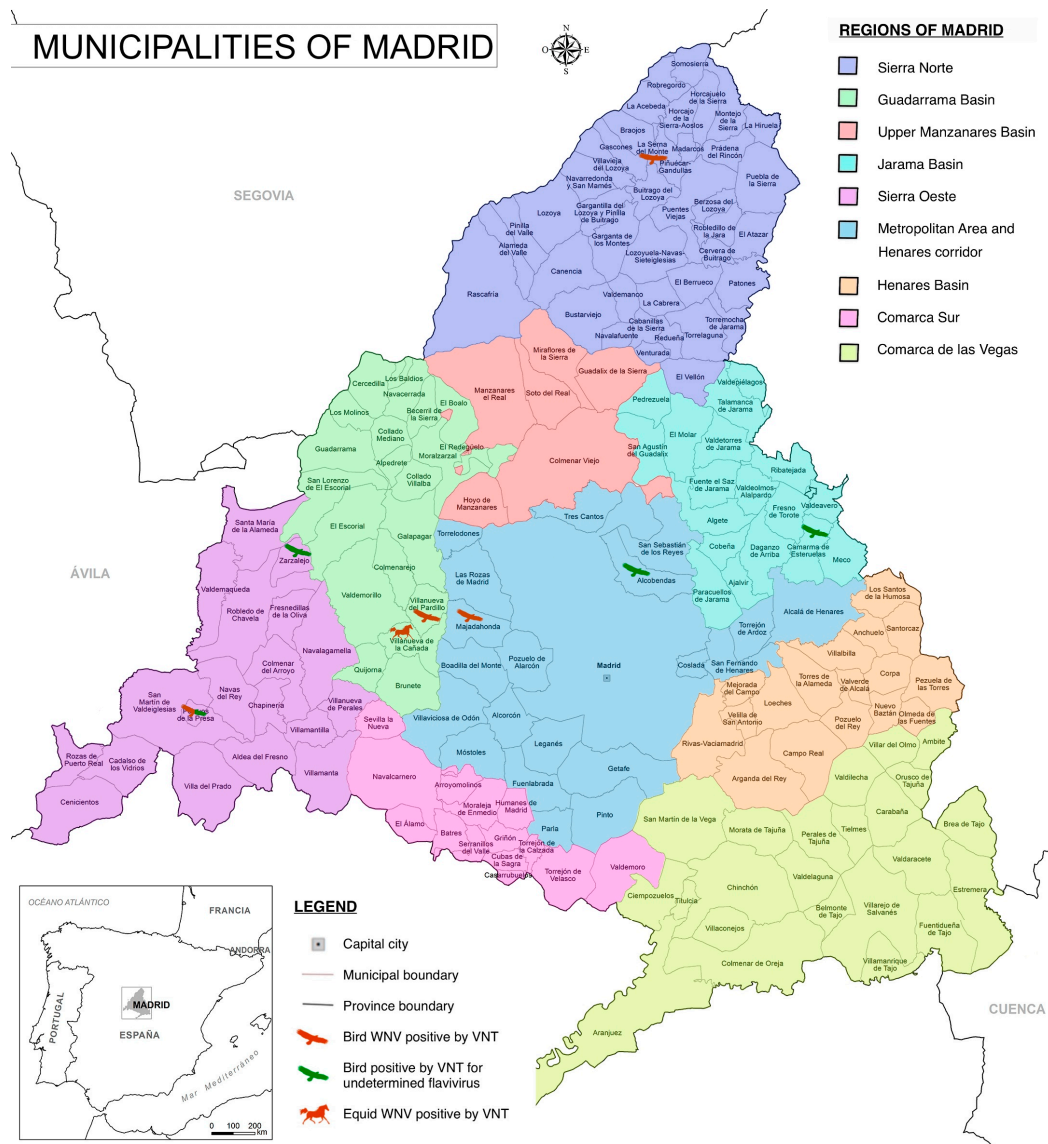 MUNICIPALITIES OF MADRID
N
O
E
S
REGIONS OF MADRID
Sierra Norte
Guadarrama Basin
Upper Manzanares Basin
Jarama Basin
Sierra Oeste
Metropolitan Area and
Henares corridor
Henares Basin
Comarca Sur
Comarca de las Vegas
SEGOVIA
ÁVILA
CUENCA
Somosierra
Robregordo
Horcajuelo
de la Sierra
La Acebeda
Horcajo
de la
Sierra-Aoslos
Montejo
de la
Sierra
La Hiruela
Braojos
Gascones
La Serna
del Monte
Madarcos
Prádena
del Rincón
Villavieja
del Lozoya
Piñuécar-
Gandullas
Puebla de
la Sierra
Navarredonda
y San Mamés
Buitrago del
Lozoya
Gargantilla del
Lozoya y Pinilla
de Buitrago
Puentes
Viejas
Berzosa del
Lozoya
Lozoya
Pinilla
del Valle
Robledillo de
la Jara
El Atazar
Alameda
del Valle
Garganta de
los Montes
Lozoyuela-Navas-
Sieteiglesias
Cervera de
Buitrago
Canencia
El Berrueco
Patones
Rascafría
Valdemanco
La Cabrera
Bustarviejo
Cabanillas
de la Sierra
Torremocha
de Jarama
Navalafuente
Redueña
Torrelaguna
Venturada
El Vellón
Miraflores de
la Sierra
Guadalix de la Sierra
Manzanares
el Real
Soto del Real
Colmenar Viejo
Hoyo de
Manzanares
Valdepiélagos
Talamanca
de Jarama
Pedrezuela
El Molar
Valdetorres
de Jarama
San Agustín
del Guadalix
Ribatejada
Fuente el Saz
de Jarama
Valdeolmos-
Alalpardo
Fresno
de Torote
Valdeavero
Algete
Cobeña
Daganzo
de Arriba
Camarma de
Esteruelas
Meco
Ajalvir
Paracuellos
de Jarama
Los Baldios
Cercedilla
Navacerrada
El Boalo
Los Molinos
Becerril de
la Sierra
Collado
Mediano
Guadarrama
El Redegüelo
Moralzarzal
Alpedrete
San Lorenzo
de El Escorial
Collado
Villalba
El Escorial
Galapagar
Colmenarejo
Valdemorillo
Villanueva
del Pardillo
Villanueva de
la Cañada
Quijorna
Brunete
Santa Maria
de la Alameda
Zarzalejo
Valdemaqueda
Robledo de
Chavela
Fresnedillas
de la Oliva
Navalagamella
Colmenar
del Arroyo
San
Martín de
Valdeiglesias
Navas
del Rey
Chapinería
Villanueva
de Perales
de la Presa
Villamantilla
Aldea del Fresno
Villamanta
Rozas de
Puerto Real
Cadalso de
los Vidrios
Villa del Prado
Cenicientos
Torrelodones
Tres Cantos
San Sebastián
de los Reyes
Alcobendas
Las Rozas
de Madrid
Majadahonda
Boadilla del Monte
Pozuelo de
Alarcón
Madrid
Coslada
San Fernando
de Henares
Torrejón
de Ardoz
Alcalá de Henares
Villaviciosa de Odón
Alcorcón
Leganés
Móstoles
Getafe
Fuenlabrada
Pinto
Parla
Los Santos
de la Humosa
Anchuelo
Santorcaz
Villalbilla
Corpa
Pezuela de
las Torres
Torres de
la Alameda
Valverde
de Alcalá
Mejorada
del Campo
Loeches
Nuevo
Baztán
Olmeda de
las Fuentes
Velilla de
San Antonio
Pozuelo
del Rey
Rivas-Vaciamadrid
Campo Real
Arganda del Rey
Sevilla la
Nueva
Navalcarnero
Arroyomolinos
Moraleja
de Enmedio
Humanes de
Madrid
El Álamo
Batres
Griñón
Serranillos
del Valle
Torrejón de
la Calzada
Cubas de
la Sagra
Casarrubuelos
Torrejón de
Velasco
Valdemoro
Villar del Olmo
Ambite
Valdilecha
Orusco de
Tajuña
San Martín de la Vega
Morata de Tajuña
Perales de
Tajuña
Tielmes
Carabaña
Brea de Tajo
Valdaracete
Valdelaguna
Chinchón
Estremera
Ciempozuelos
Titulcia
Belmonte
de Tajo
Villarejo de
Salvanés
Fuentidueña
de Tajo
Villaconejos
Colmenar de Oreja
Villamanrique
de Tajo
Aranjuez
OCÉANO ATLÁNTICO
FRANCIA
ANDORRA
PORTUGAL
MADRID
ESPAÑA
Mar Mediterráneo
0 100 200
km
LEGEND
Capital city
Municipal boundary
Province boundary
Bird WNV positive by VNT
Bird positive by VNT for
undetermined flavivirus
Equid WNV positive by VNT